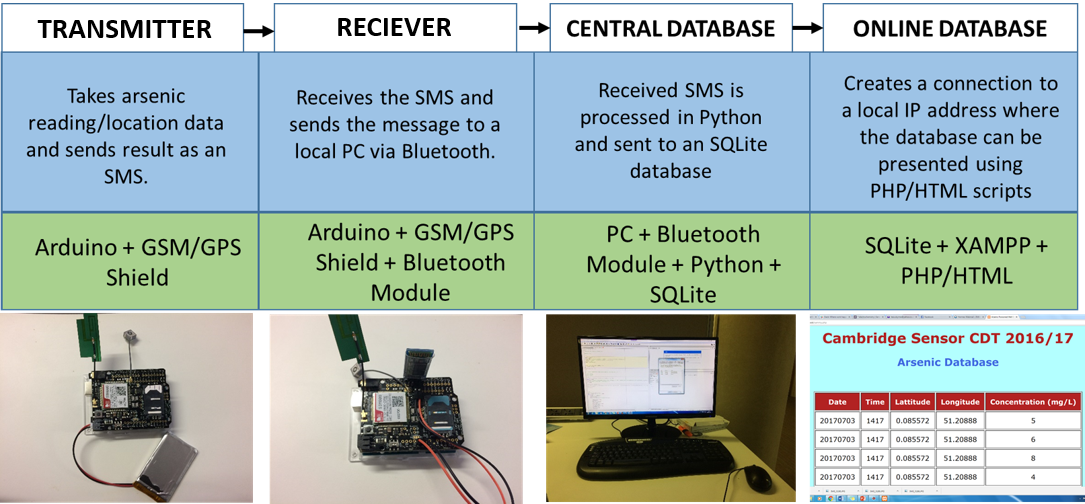 TRANSMITTER
RECIEVER
CENTRAL DATABASE
ONLINE DATABASE
Takes arsenic
reading/location data
and sends result as an
SMS.
Receives the SMS and
sends the message to a
local PC via Bluetooth.
Received SMS is
processed in Python
and sent to an SQLite
database
Creates a connection to
a local IP address where
the database can be
presented using
PHP/HTML scripts
Arduino + GSM/GPS
Shield
Arduino + GSM/GPS
Shield + Bluetooth
Module
PC + Bluetooth
Module + Python +
SQLite
SQLite + XAMPP +
PHP/HTML
Cambridge Sensor CDT 2016/17
Arsenic Database
Date Time Lattitude Longitude Concentration (mg/L)
20170703 1417 0.085572 51.20888 5
20170703 1417 0.085572 51.20888 6
20170703 1417 0.085572 51.20888 8
20170703 1417 0.085572 51.20888 4